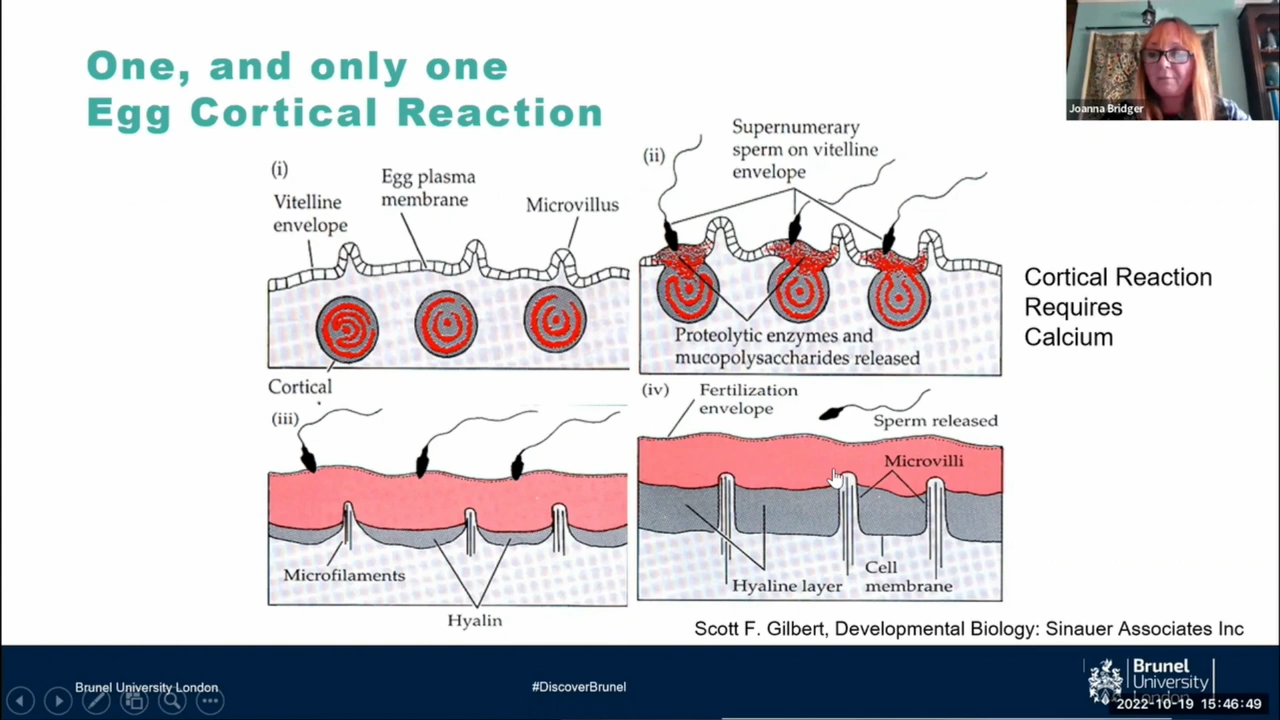 One, and only one
Egg Cortical Reaction
Joanna Bridger
(i)
Vitelline
envelope
Egg plasma
membrane
Microvillus
Cortical
(ii)
Supernumerary
sperm on vitelline
envelope
Proteolytic enzymes and
mucopolysaccharides released
Cortical Reaction
Requires
Calcium
(iii)
Microfilaments
Hyalin
(iv)
Fertilization
envelope
Sperm released
Microvilli
Hyaline layer
Cell
membrane
Scott F. Gilbert, Developmental Biology: Sinauer Associates Inc
Brunel University London
#DiscoverBrunel
Brunel
University
London
2022-10-19 15:46:49